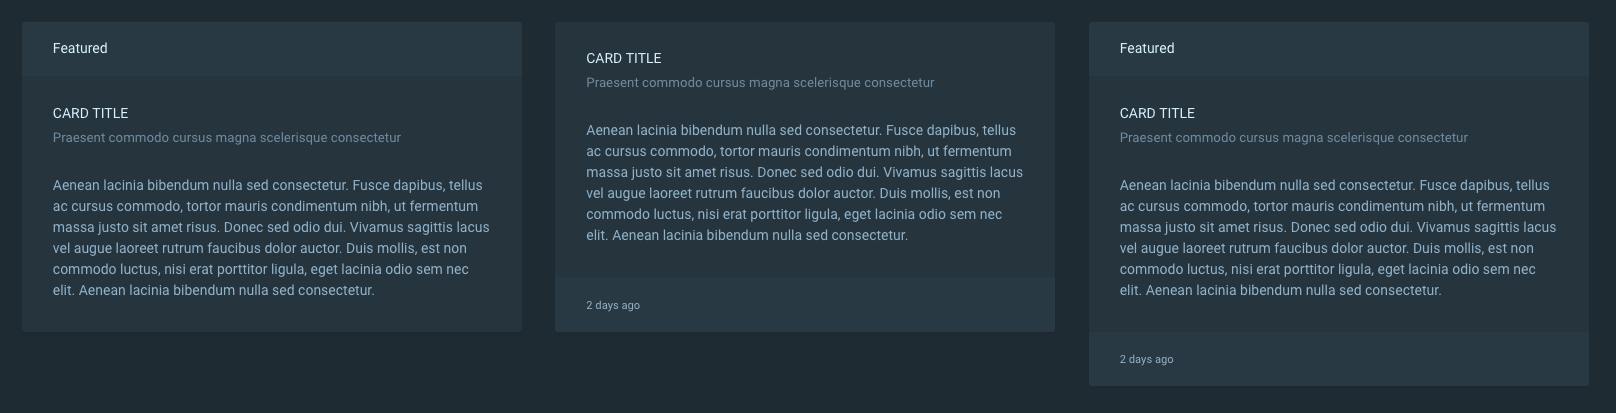 Featured
CARD TITLE
Praesent commodo cursus magna scelerisque consectetur
Aenean lacinia bibendum nulla sed consectetur. Fusce dapibus, tellus
ac cursus commodo, tortor mauris condimentum nibh, ut fermentum
massa justo sit amet risus. Donec sed odio dui. Vivamus sagittis lacus
vel augue laoreet rutrum faucibus dolor auctor. Duis mollis, est non
commodo luctus, nisi erat porttitor ligula, eget lacinia odio sem nec
elit. Aenean lacinia bibendum nulla sed consectetur.
CARD TITLE
Praesent commodo cursus magna scelerisque consectetur
Aenean lacinia bibendum nulla sed consectetur. Fusce dapibus, tellus
ac cursus commodo, tortor mauris condimentum nibh, ut fermentum
massa justo sit amet risus. Donec sed odio dui. Vivamus sagittis lacus
vel augue laoreet rutrum faucibus dolor auctor. Duis mollis, est non
commodo luctus, nisi erat porttitor ligula, eget lacinia odio sem nec
elit. Aenean lacinia bibendum nulla sed consectetur.
2 days ago
Featured
CARD TITLE
Praesent commodo cursus magna scelerisque consectetur
Aenean lacinia bibendum nulla sed consectetur. Fusce dapibus, tellus
ac cursus commodo, tortor mauris condimentum nibh, ut fermentum
massa justo sit amet risus. Donec sed odio dui. Vivamus sagittis lacus
vel augue laoreet rutrum faucibus dolor auctor. Duis mollis, est non
commodo luctus, nisi erat porttitor ligula, eget lacinia odio sem nec
elit. Aenean lacinia bibendum nulla sed consectetur.
2 days ago